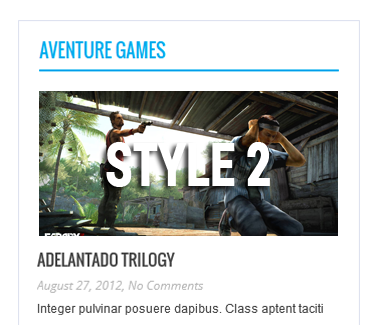 AVENTURE GAMES
STYLE 2
ADELANTADO TRILOGY
August 27, 2012, No Comments
Integer pulvinar posuere dapibus. Class aptent taciti